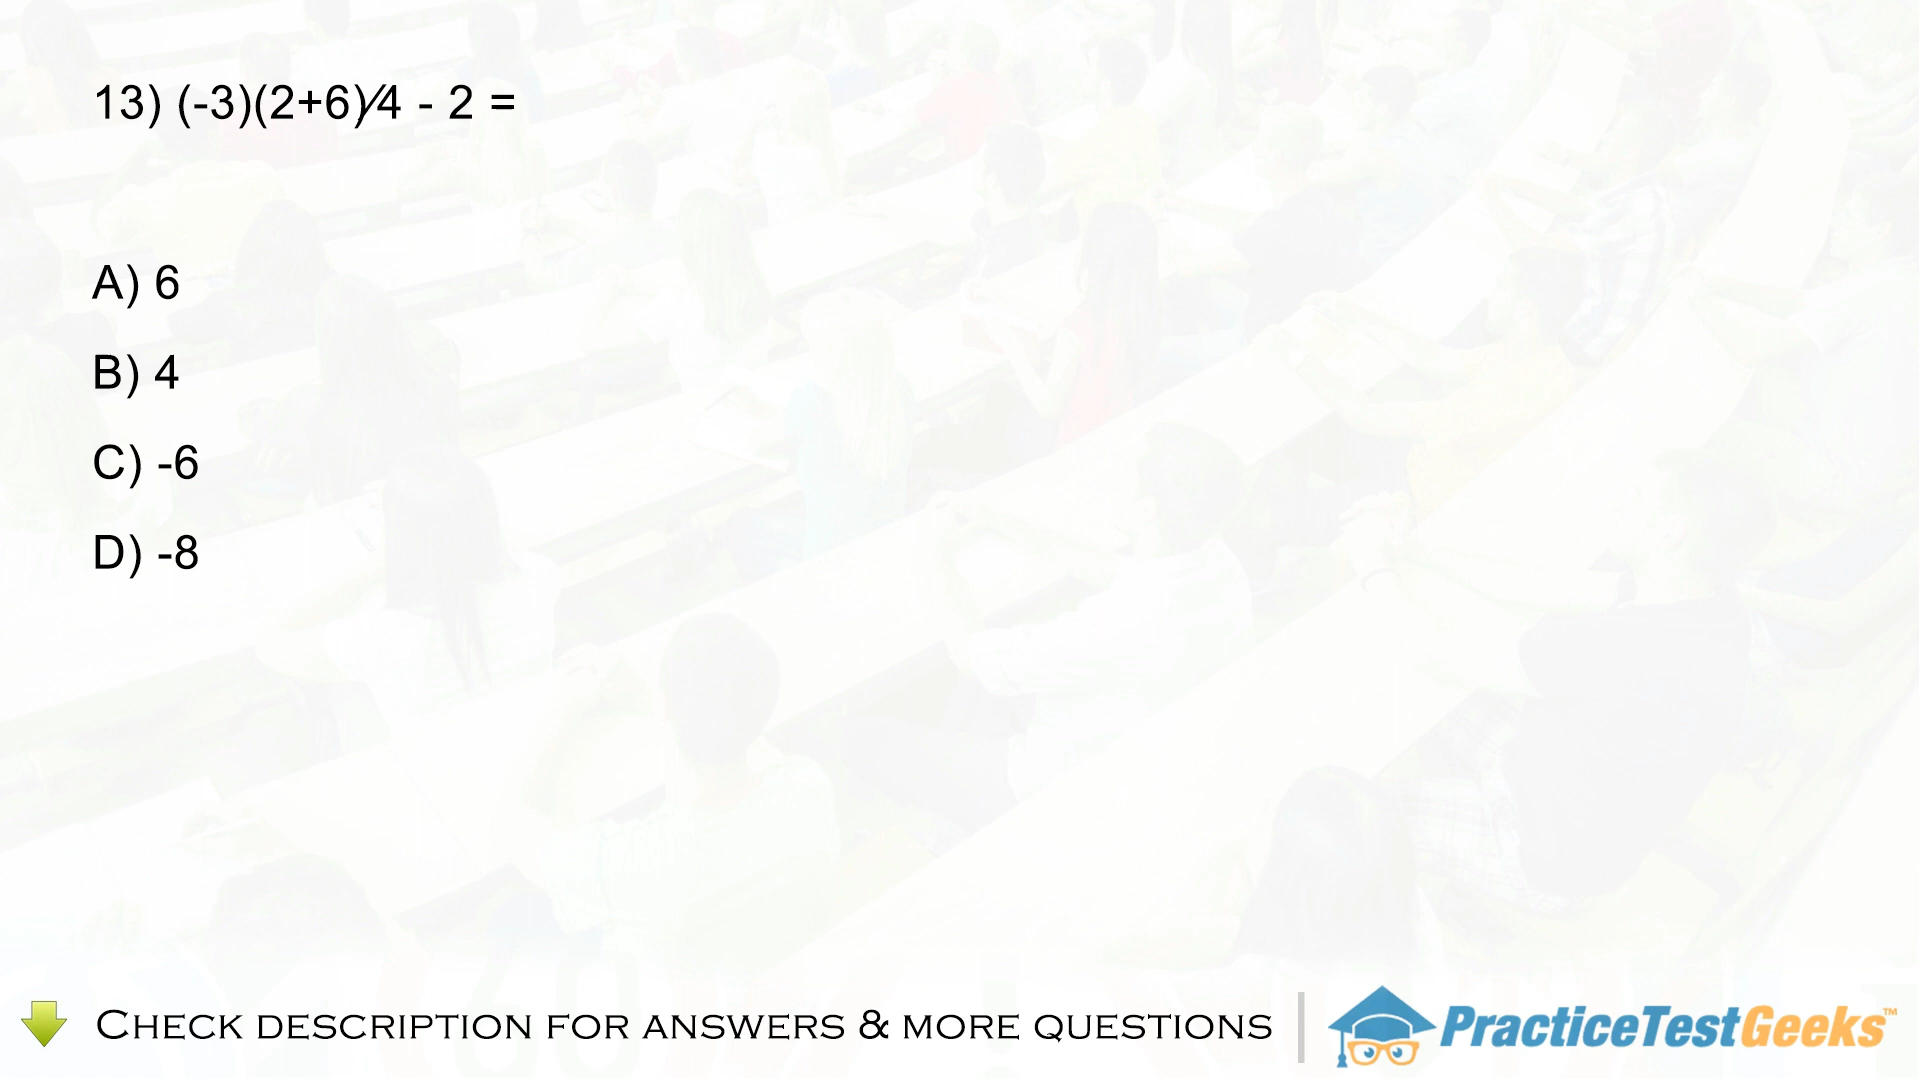 13) (-3)(2+6)⁄4 - 2 =
A) 6
B) 4
C) -6
D) -8
Check description for answers & more questions
PracticeTestGeeks™